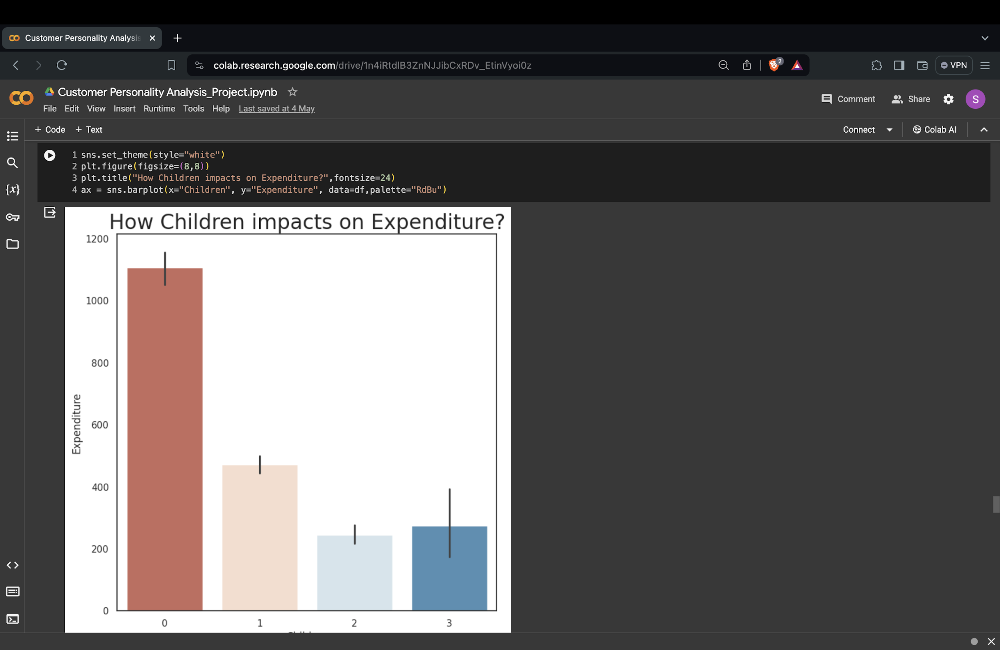 Customer Personality Analysis
colab.research.google.com/drive/1n4iRtdlB3ZnNJJibCxRDv_EtinVyoi0z
2
VPN
Customer Personality Analysis_Project.ipynb
File Edit View Insert Runtime Tools Help Last saved at 4 May
Comment Share S
+ Code + Text
Connect Colab AI
{x}
1 sns.set_theme(style="white")
2 plt.figure(figsize=(8,8))
3 plt.title("How Children impacts on Expenditure?",fontsize=24)
4 ax = sns.barplot(x="Children", y="Expenditure", data=df,palette="RdBu")
How Children impacts on Expenditure?
1200
1000
800
600
400
200
0
Expenditure
0 1 2 3